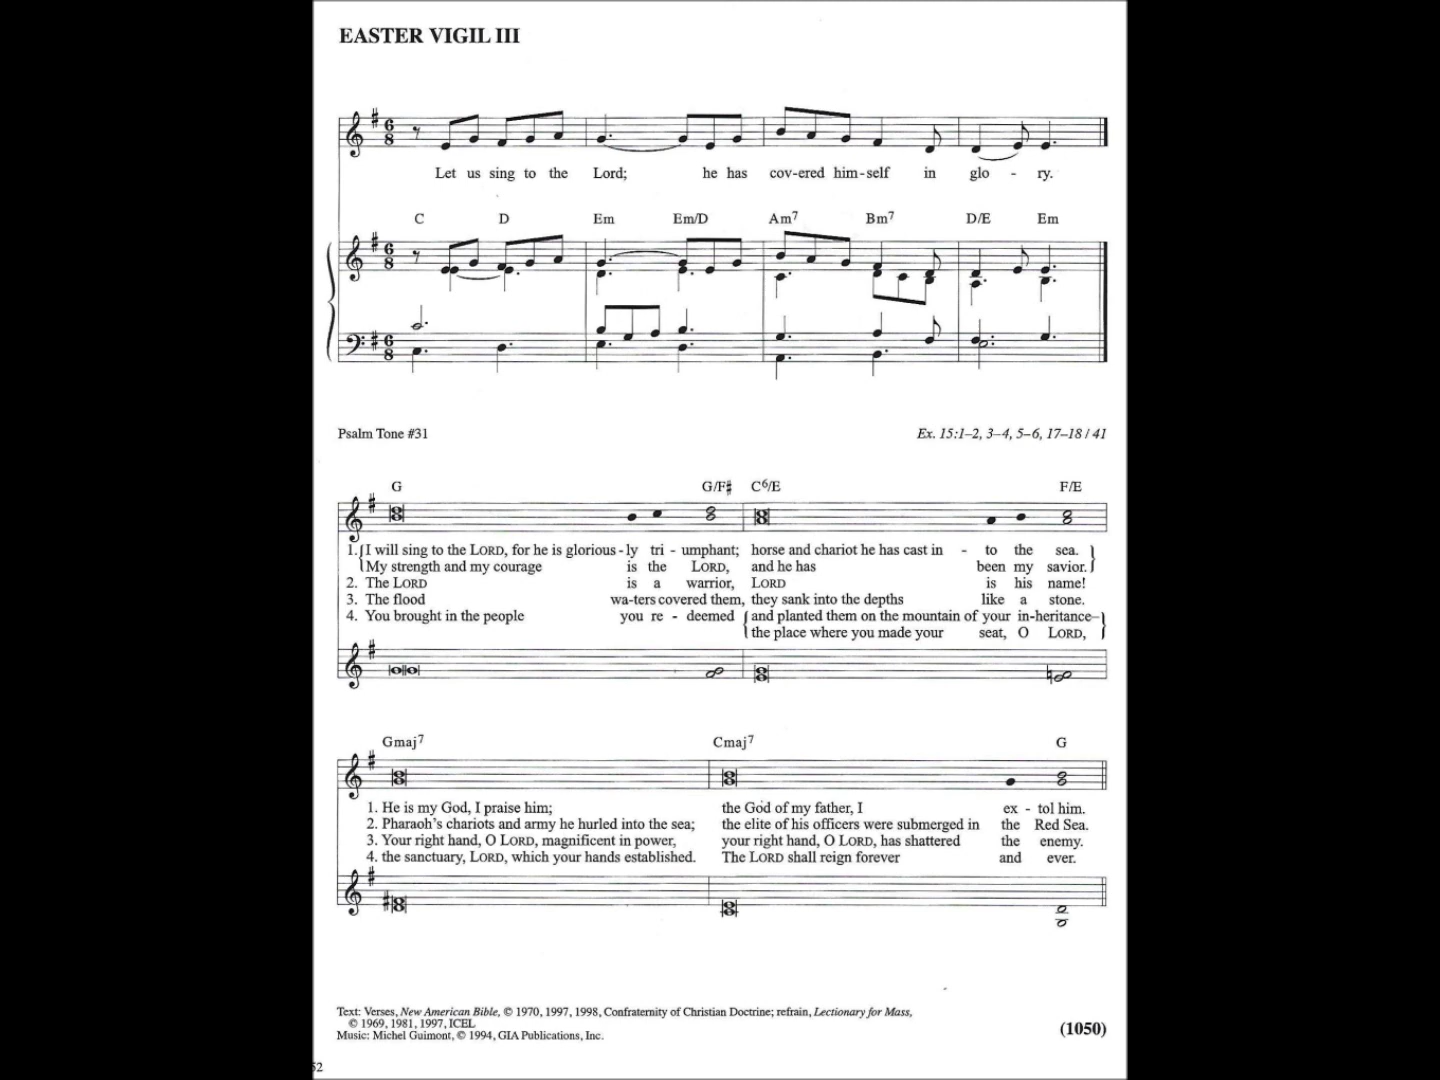 EASTER VIGIL III
Let us sing to the Lord; he has cov-ered him-self in glo - ry.
C D Em Em/D Am7 Bm7 D/E Em
Psalm Tone #31 Ex. 15:1–2, 3–4, 5–6, 17–18 / 41
G G/F♯ C6/E F/E
1. I will sing to the LORD, for he is glorious-ly tri - umphant; horse and chariot he has cast in - to the sea.
My strength and my courage is the LORD, and he has been my savior.
2. The LORD is a warrior, LORD is his name!
3. The flood wa-ters covered them, they sank into the depths like a stone.
4. You brought in the people you re - deemed and planted them on the mountain of your in-heritance–
the place where you made your seat, O LORD,
Gmaj7 Cmaj7 G
1. He is my God, I praise him; the God of my father, I ex - tol him.
2. Pharaoh's chariots and army he hurled into the sea; the elite of his officers were submerged in the Red Sea.
3. Your right hand, O LORD, magnificent in power, your right hand, O LORD, has shattered the enemy.
4. the sanctuary, LORD, which your hands established. The LORD shall reign forever and ever.
Text: Verses, New American Bible, © 1970, 1997, 1998, Confraternity of Christian Doctrine; refrain, Lectionary for Mass,
© 1969, 1981, 1997, ICEL
Music: Michel Guimont, © 1994, GIA Publications, Inc.
(1050)
52